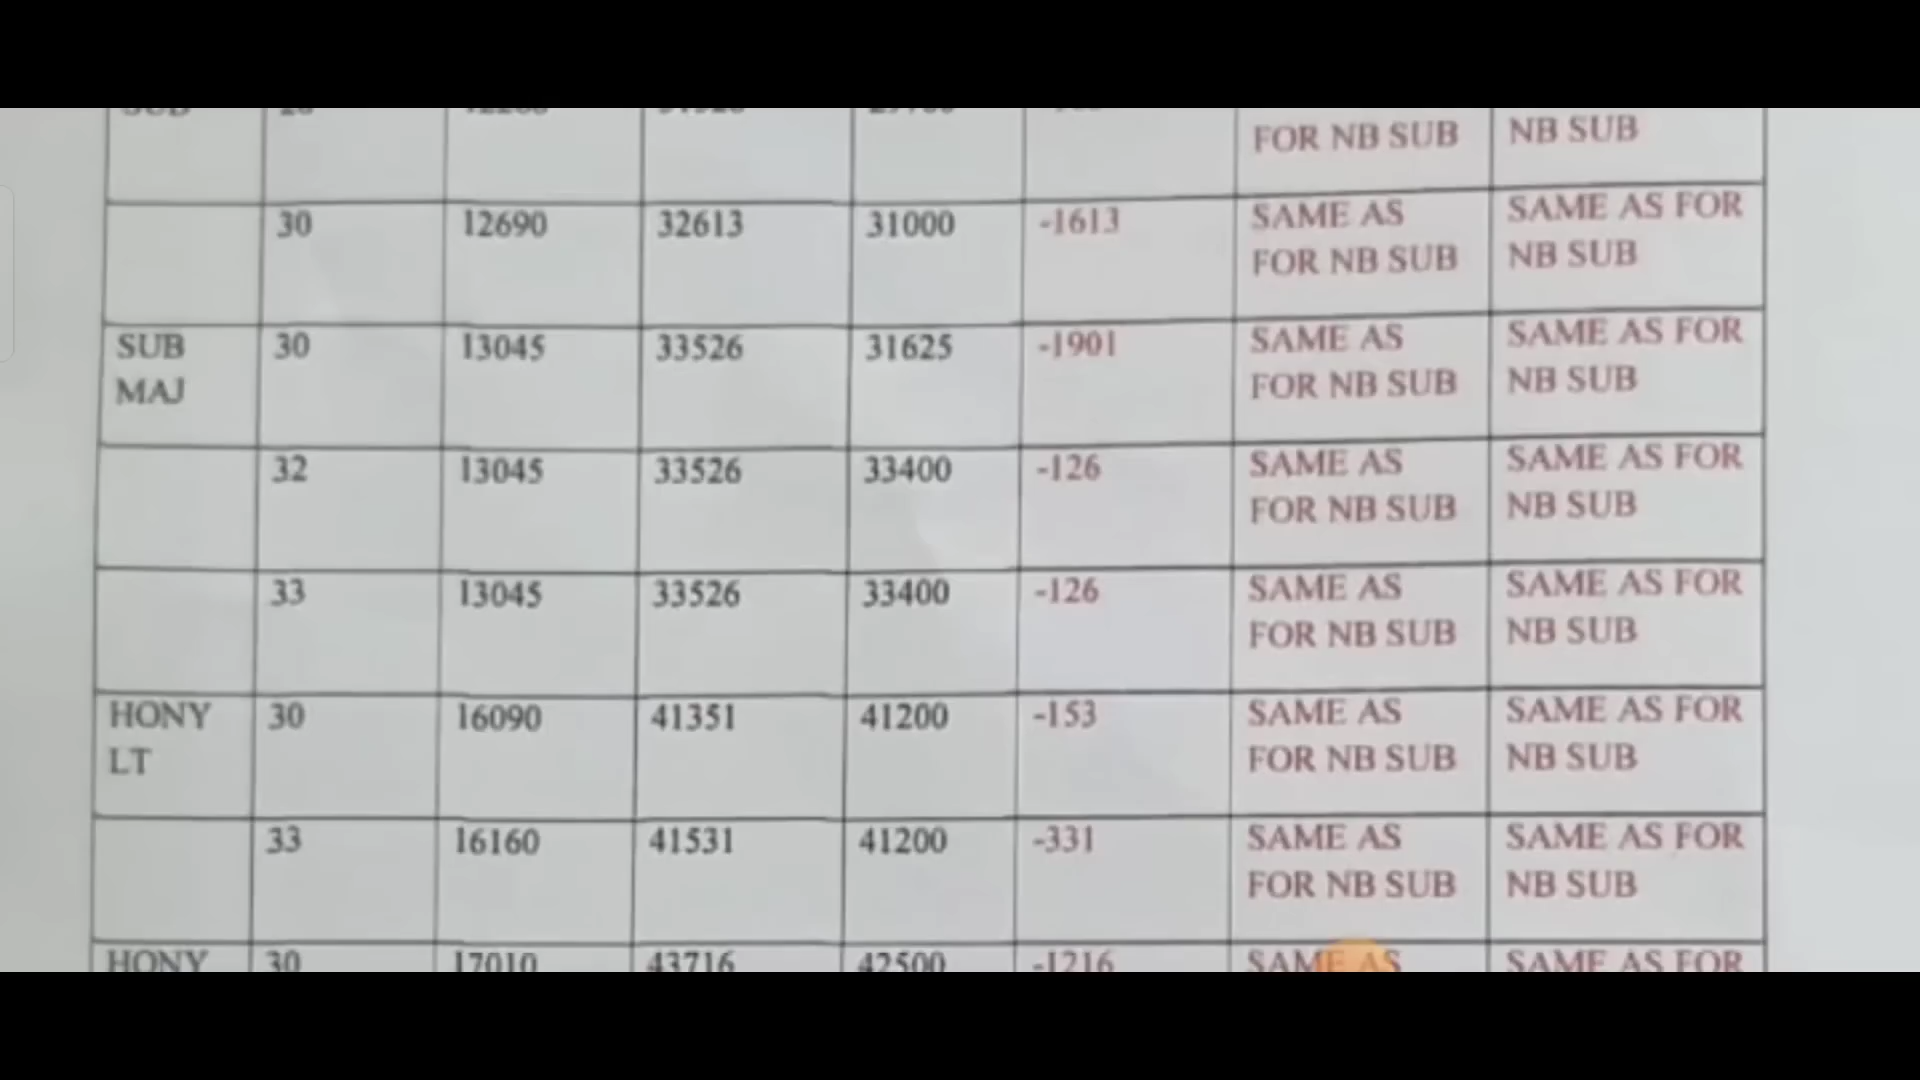 FOR NB SUB NB SUB
30 12690 32613 31000 -1613 SAME AS SAME AS FOR
FOR NB SUB NB SUB
SUB 30 13045 33526 31625 -1901 SAME AS SAME AS FOR
MAJ FOR NB SUB NB SUB
32 13045 33526 33400 -126 SAME AS SAME AS FOR
FOR NB SUB NB SUB
33 13045 33526 33400 -126 SAME AS SAME AS FOR
FOR NB SUB NB SUB
HONY 30 16090 41351 41200 -153 SAME AS SAME AS FOR
LT FOR NB SUB NB SUB
33 16160 41531 41200 -331 SAME AS SAME AS FOR
FOR NB SUB NB SUB
HONY 30 17010 43716 42500 -1216 SAME AS SAME AS FOR